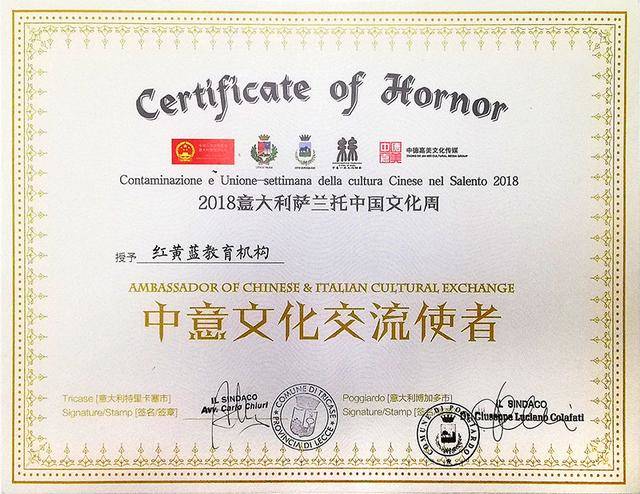 Certificate of Hornor
中德嘉美文化传媒
Contaminazione e Unione-settimana della cultura Cinese nel Salento 2018
2018意大利萨兰托中国文化周
授予 红黄蓝教育机构
AMBASSADOR OF CHINESE & ITALIAN CULTURAL EXCHANGE
中意文化交流使者
Tricase [意大利特里卡塞市]
Signature/Stamp [签名/签章]
IL SINDACO
Avv. Carlo Chiuri
COMUNE DI TRICASE
PROVINCIA DI LECCE
Poggiardo [意大利博加多市]
Signature/Stamp [签名/
IL SINDACO
Dr. Giuseppe Luciano Colafati
COMUNE DI POGGIARDO